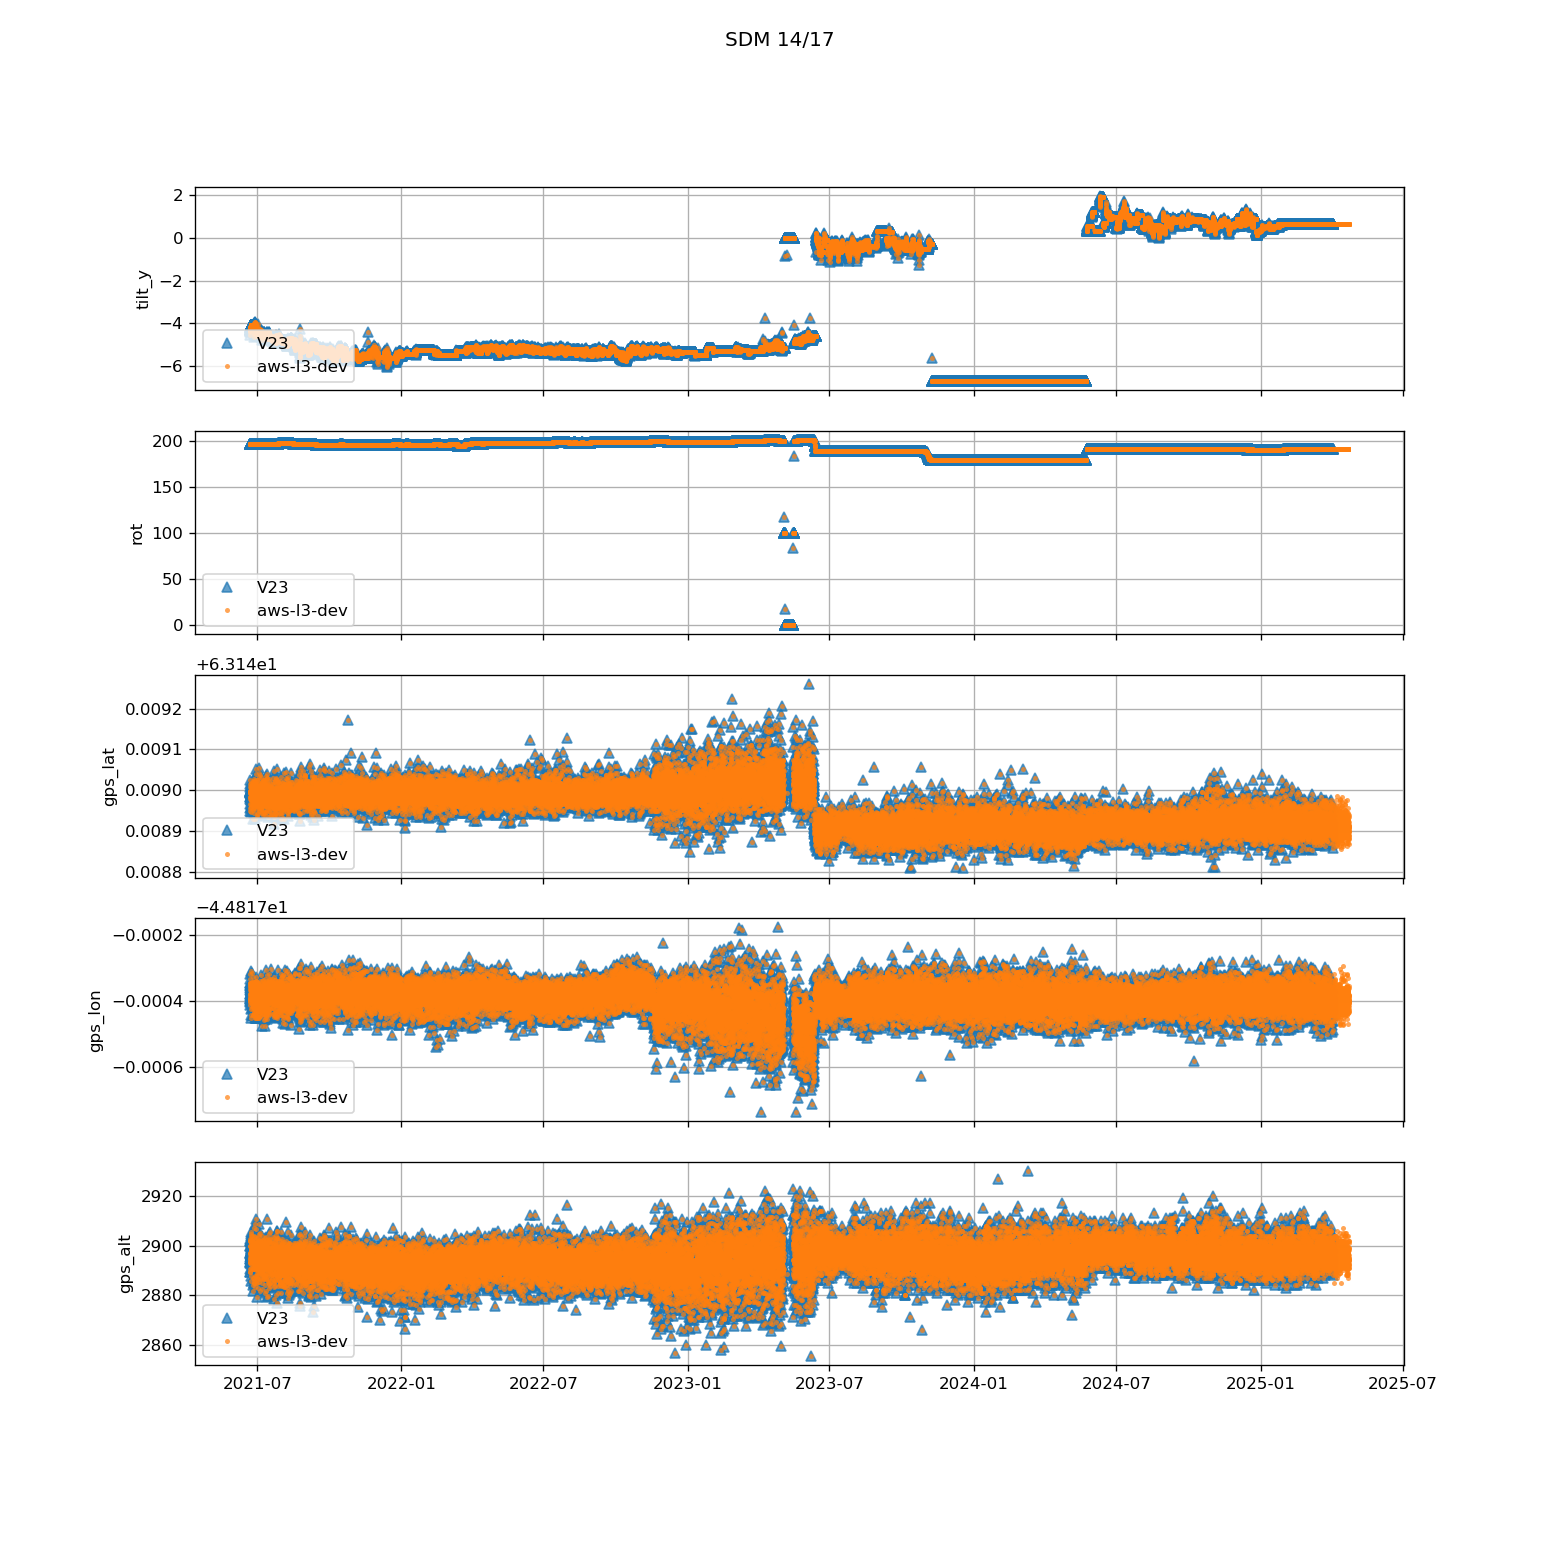 SDM 14/17
2
0
−2
−4
−6
tilt_y
V23
aws-l3-dev
200
150
100
50
0
rot
V23
aws-l3-dev
+6.314e1
0.0092
0.0091
0.0090
0.0089
0.0088
gps_lat
V23
aws-l3-dev
−4.4817e1
−0.0002
−0.0004
−0.0006
gps_lon
V23
aws-l3-dev
2920
2900
2880
2860
gps_alt
V23
aws-l3-dev
2021-07 2022-01 2022-07 2023-01 2023-07 2024-01 2024-07 2025-01 2025-07